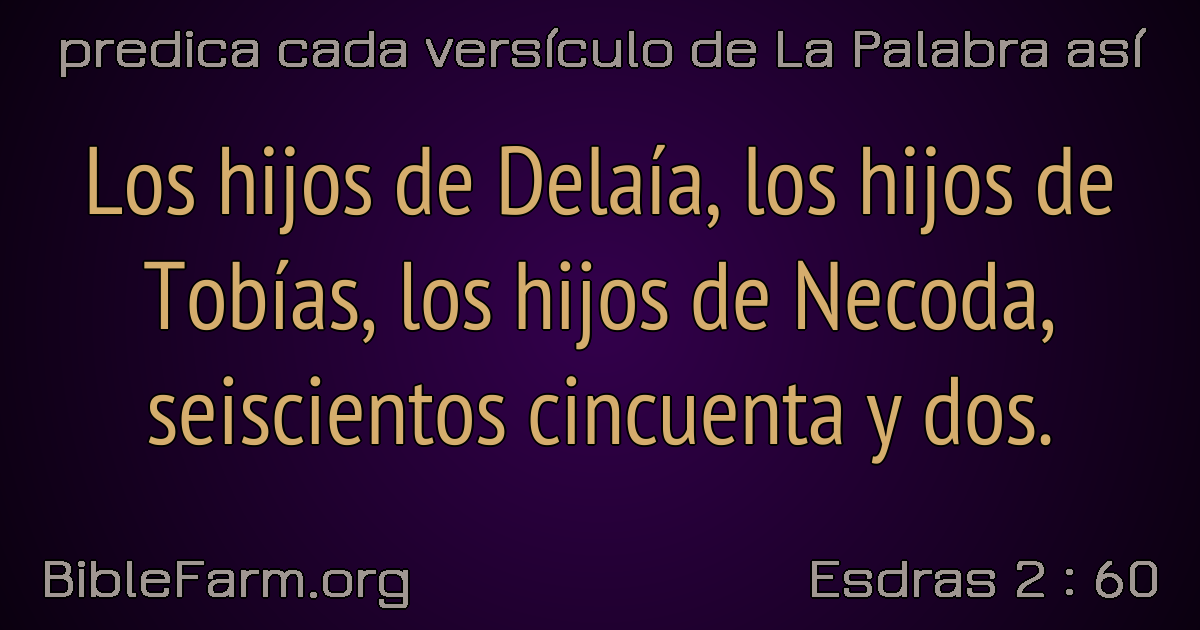 predica cada versículo de La Palabra así
Los hijos de Delaía, los hijos de
Tobías, los hijos de Necoda,
seiscientos cincuenta y dos.
BibleFarm.org
Esdras 2 : 60